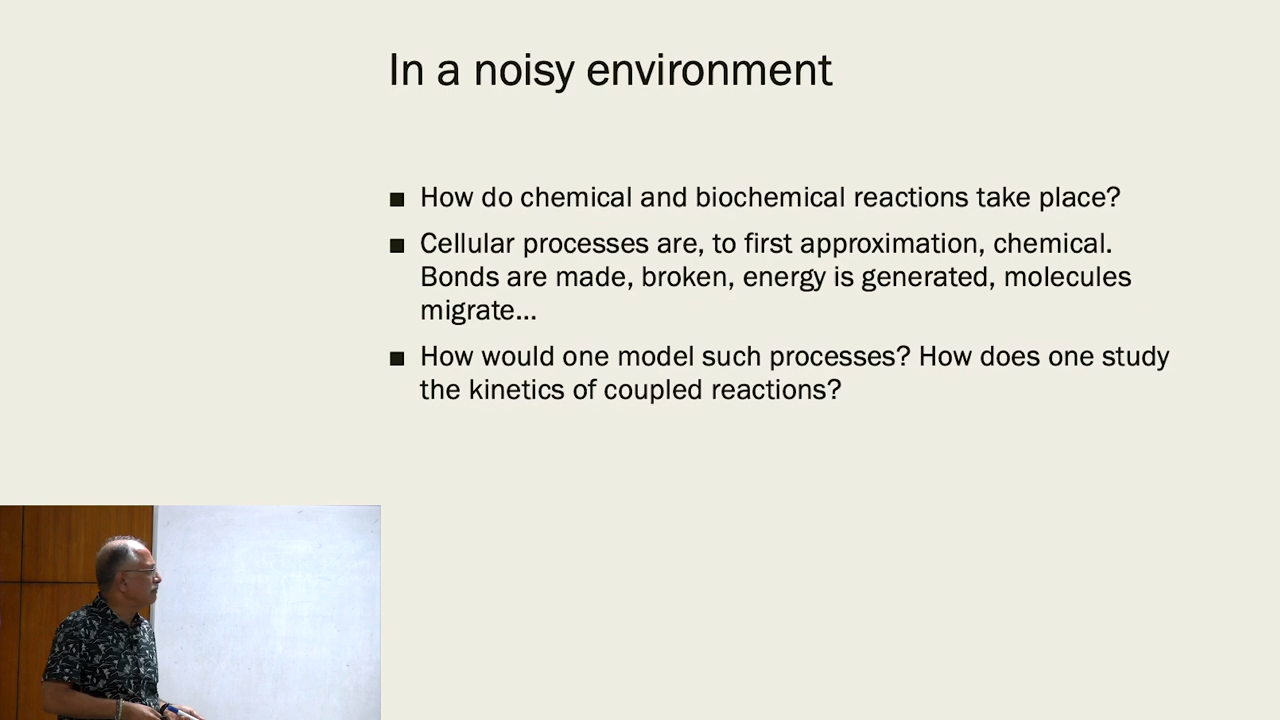 In a noisy environment
■ How do chemical and biochemical reactions take place?
■ Cellular processes are, to first approximation, chemical.
Bonds are made, broken, energy is generated, molecules
migrate...
■ How would one model such processes? How does one study
the kinetics of coupled reactions?